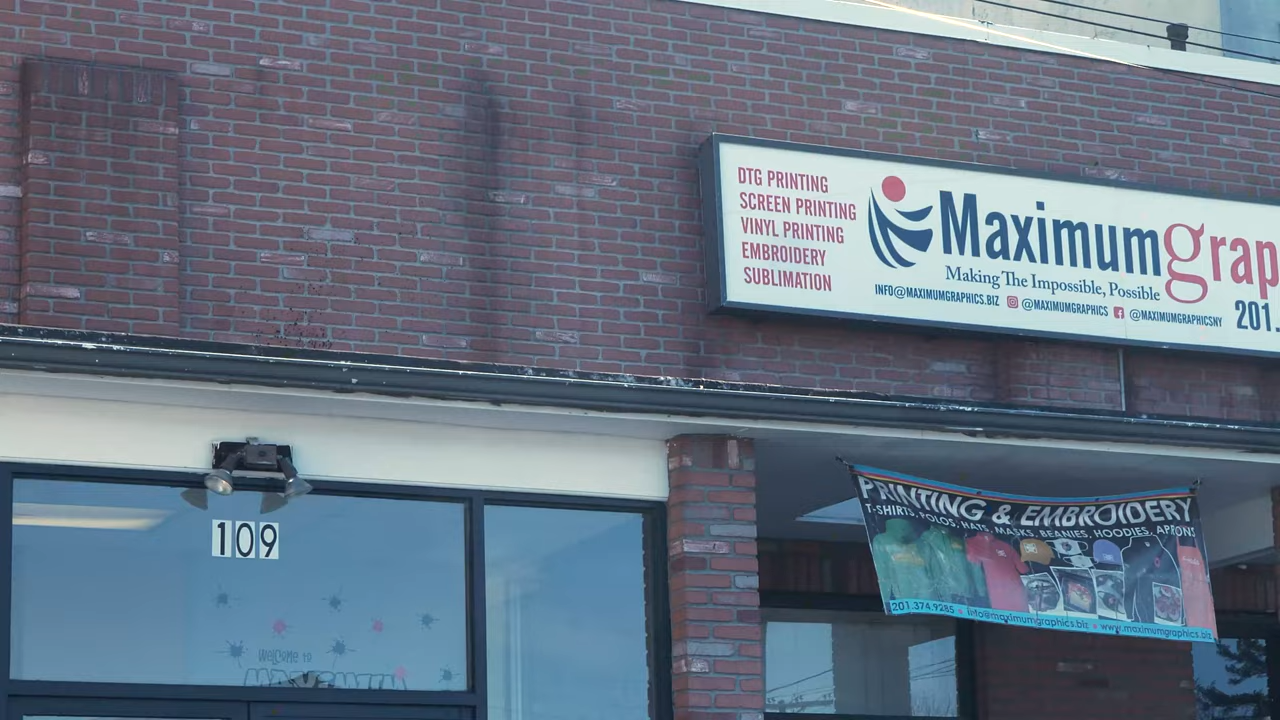 DTG PRINTING
SCREEN PRINTING
VINYL PRINTING
EMBROIDERY
SUBLIMATION
Maximumgrap
Making The Impossible, Possible
INFO@MAXIMUMGRAPHICS.BIZ @MAXIMUMGRAPHICS @MAXIMUMGRAPHICSNY
201.
109
Welcome to
PRINTING & EMBROIDERY
T-SHIRTS, POLOS, HATS, MASKS, BEANIES, HOODIES, APRONS
201.374.9285 • info@maximumgraphics.biz • www.maximumgraphics.biz